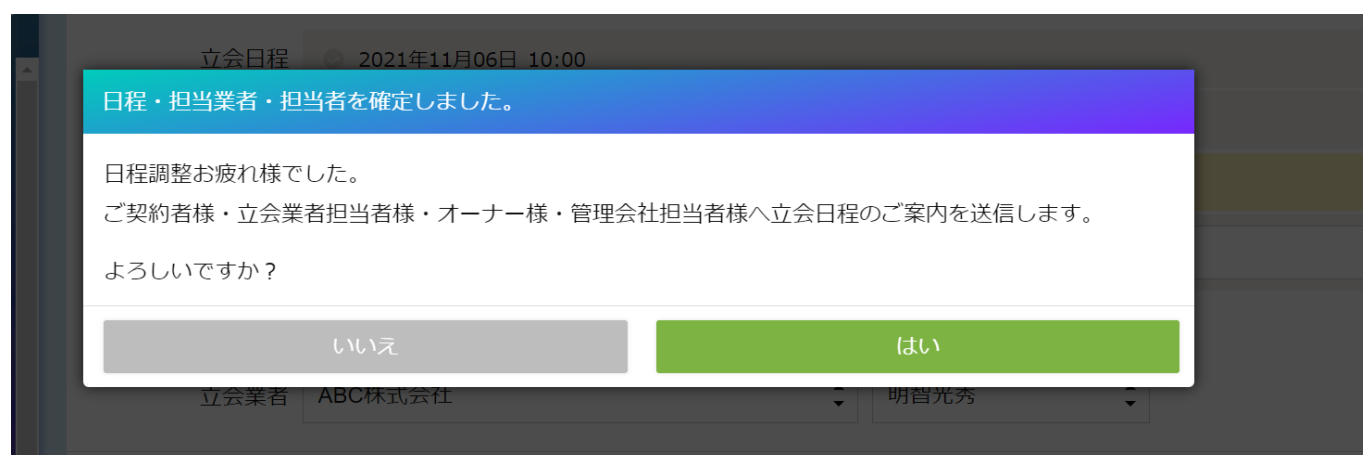 立会日程 2021年11月06日 10:00
日程・担当業者・担当者を確定しました。
日程調整お疲れ様でした。
ご契約者様・立会業者担当者様・オーナー様・管理会社担当者様へ立会日程のご案内を送信します。
よろしいですか？
いいえ はい
立会業者 ABC株式会社 明智光秀